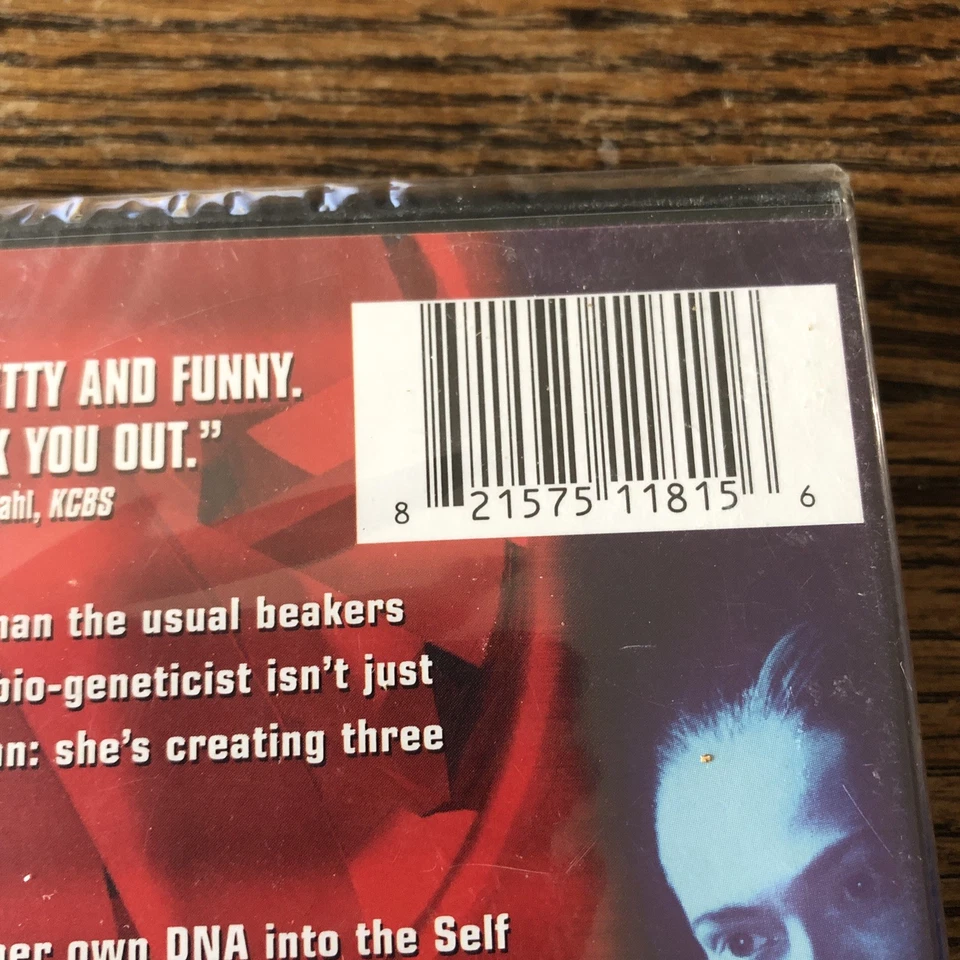 TTY AND FUNNY.
YOU OUT.”
ahl, KCBS
8 21575 11815 6
han the usual beakers
bio-geneticist isn’t just
n: she’s creating three
er own DNA into the Self